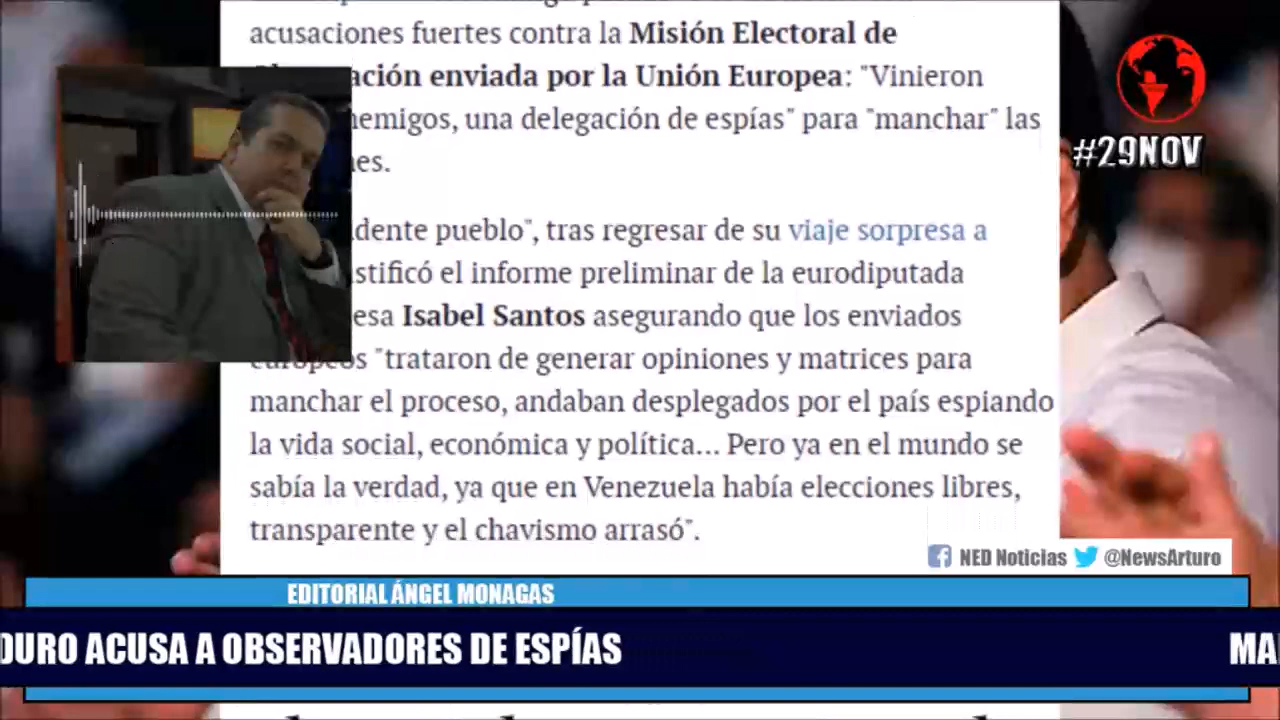 acusaciones fuertes contra la Misión Electoral de
ación enviada por la Unión Europea: "Vinieron
nemigos, una delegación de espías" para "manchar" las
es.
#29NOV
idente pueblo", tras regresar de su viaje sorpresa a
stificó el informe preliminar de la eurodiputada
esa Isabel Santos asegurando que los enviados
europeos "trataron de generar opiniones y matrices para
manchar el proceso, andaban desplegados por el país espiando
la vida social, económica y política... Pero ya en el mundo se
sabía la verdad, ya que en Venezuela había elecciones libres,
transparente y el chavismo arrasó".
NED Noticias @NewsArturo
EDITORIAL ÁNGEL MONAGAS
DURO ACUSA A OBSERVADORES DE ESPÍAS MA